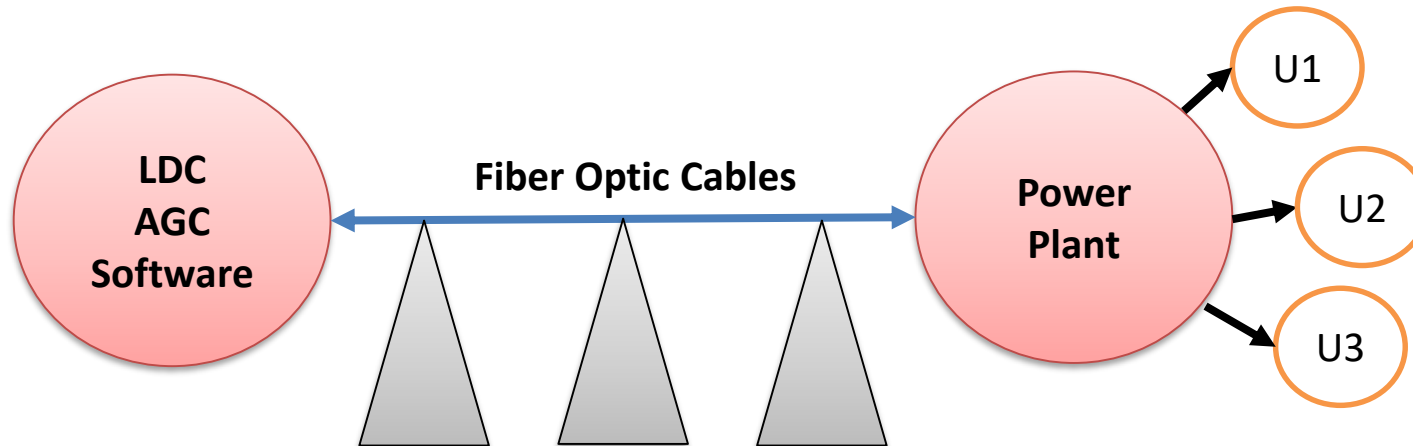 LDC
AGC
Software
Fiber Optic Cables
Power
Plant
U1
U2
U3